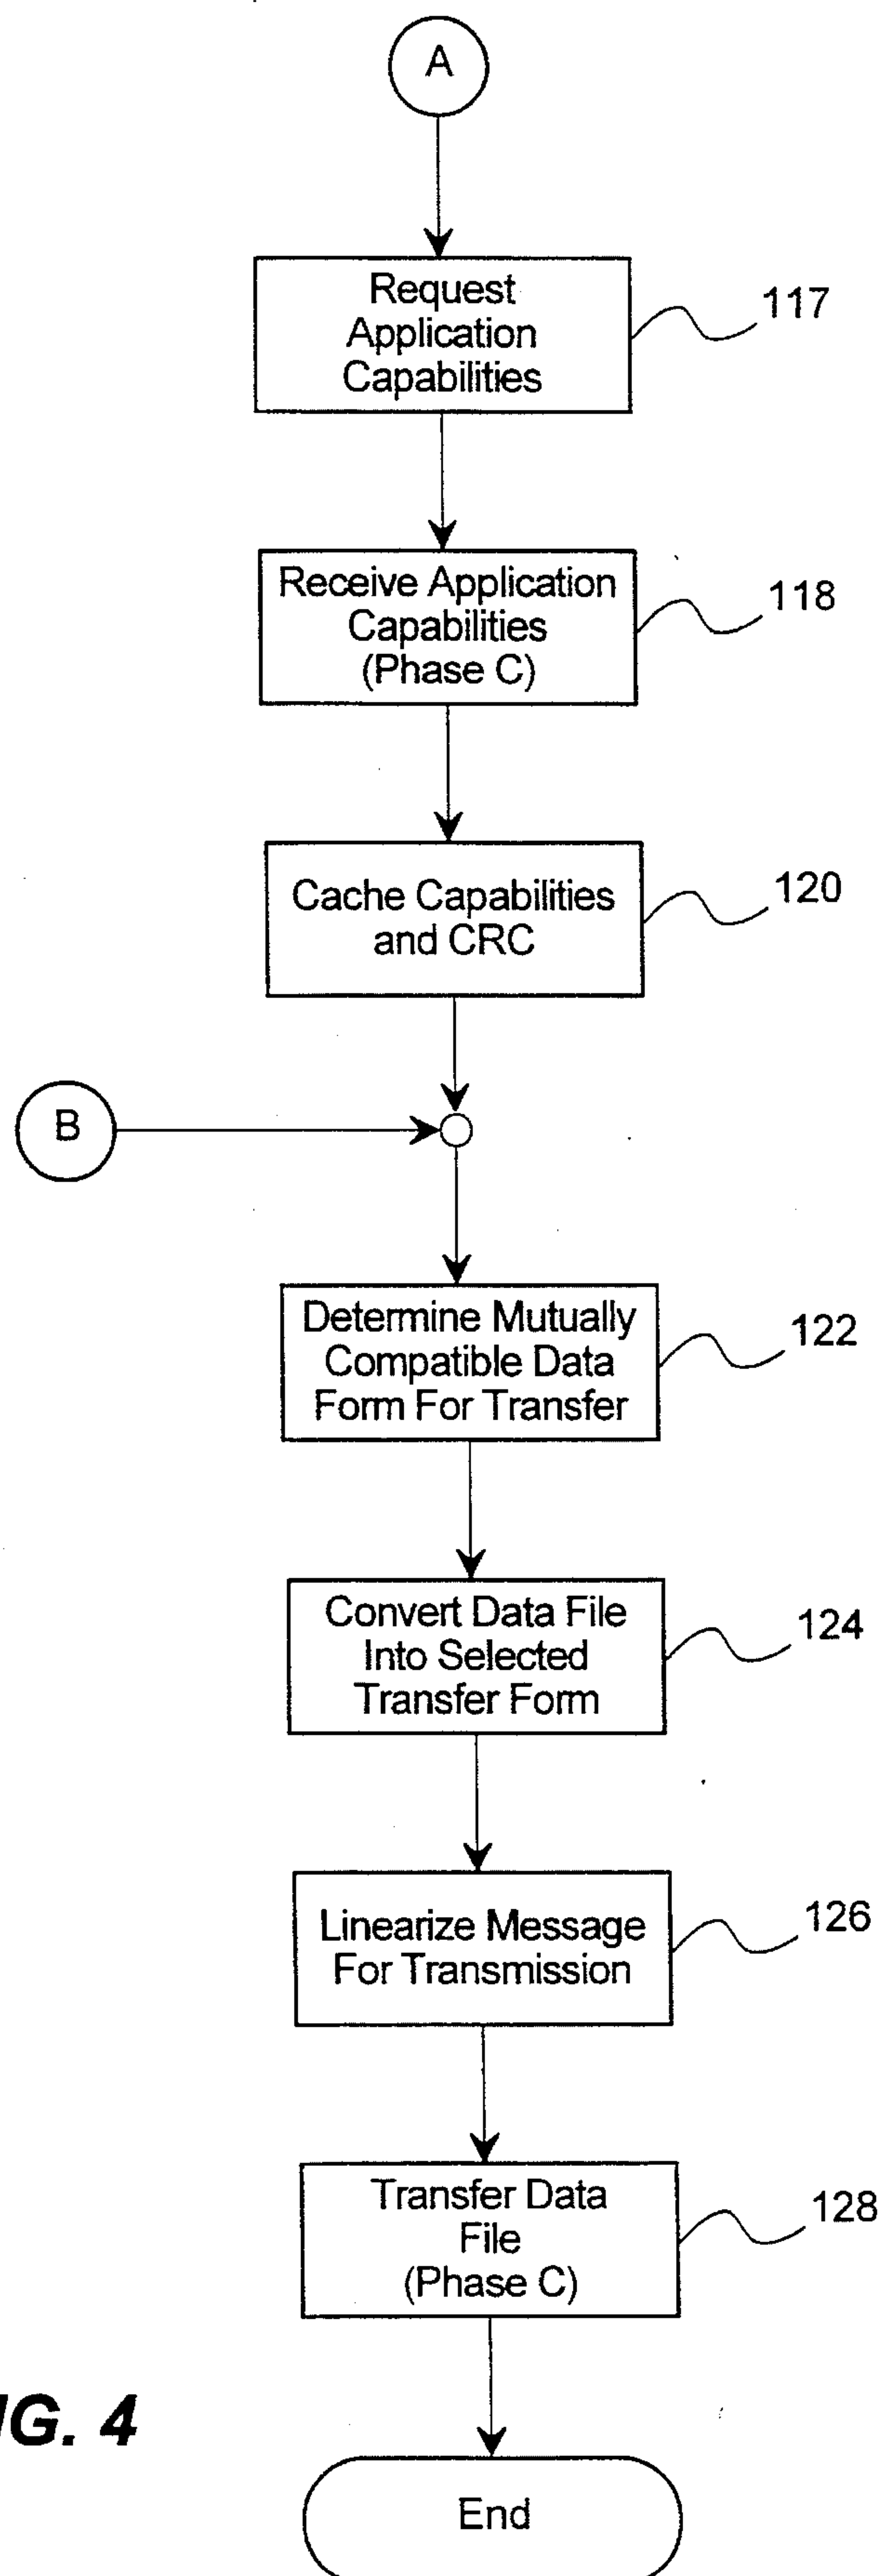 A
Request
Application
Capabilities
117
Receive Application
Capabilities
(Phase C)
118
Cache Capabilities
and CRC
120
B
Determine Mutually
Compatible Data
Form For Transfer
122
Convert Data File
Into Selected
Transfer Form
124
Linearize Message
For Transmission
126
Transfer Data
File
(Phase C)
128
IG. 4
End